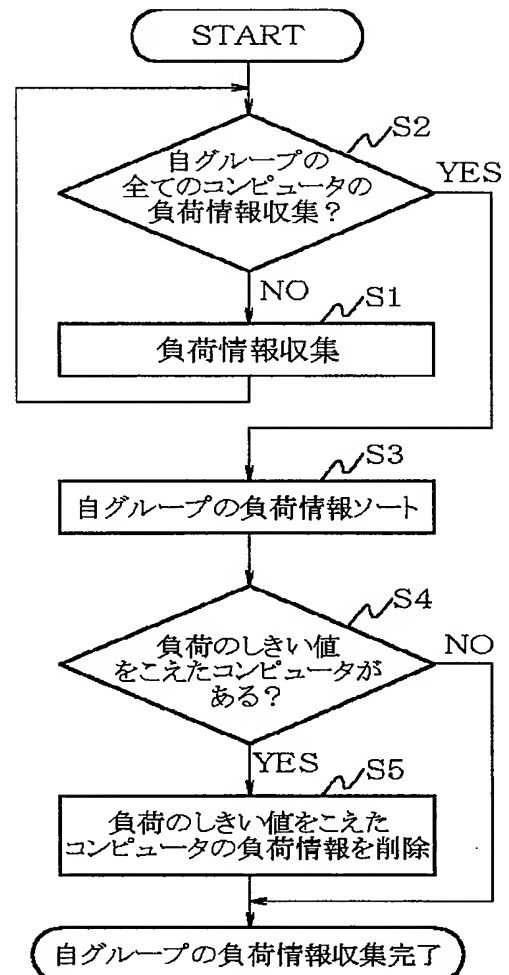 START
S2
自グループの
全てのコンピュータの
負荷情報収集？
YES
NO
S1
負荷情報収集
S3
自グループの負荷情報ソート
S4
負荷のしきい値
をこえたコンピュータが
ある？
NO
YES
S5
負荷のしきい値をこえた
コンピュータの負荷情報を削除
自グループの負荷情報収集完了